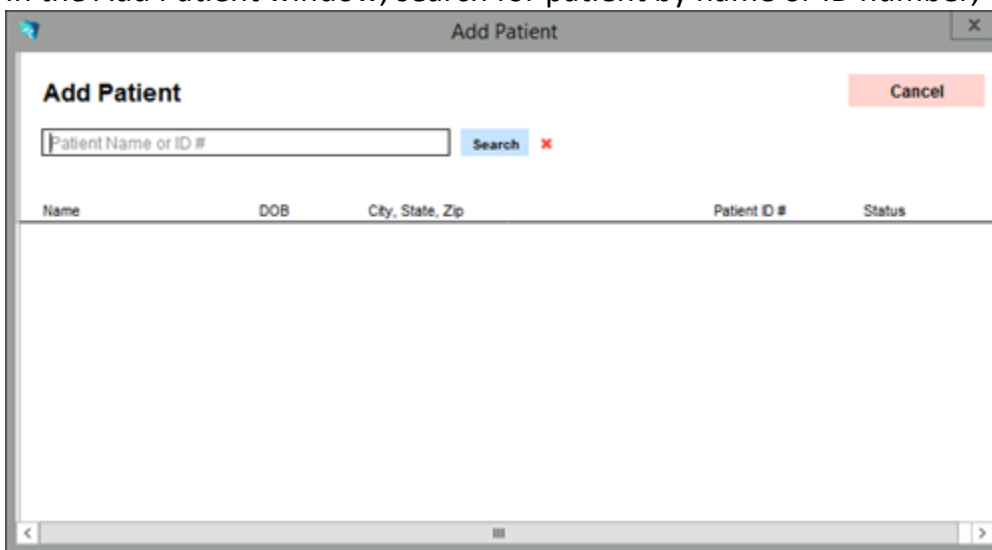 in the Add Patient window, search for patient by name or ID number,
Add Patient
x
Add Patient
Cancel
Patient Name or ID #
Search
Name DOB City, State, Zip Patient ID # Status